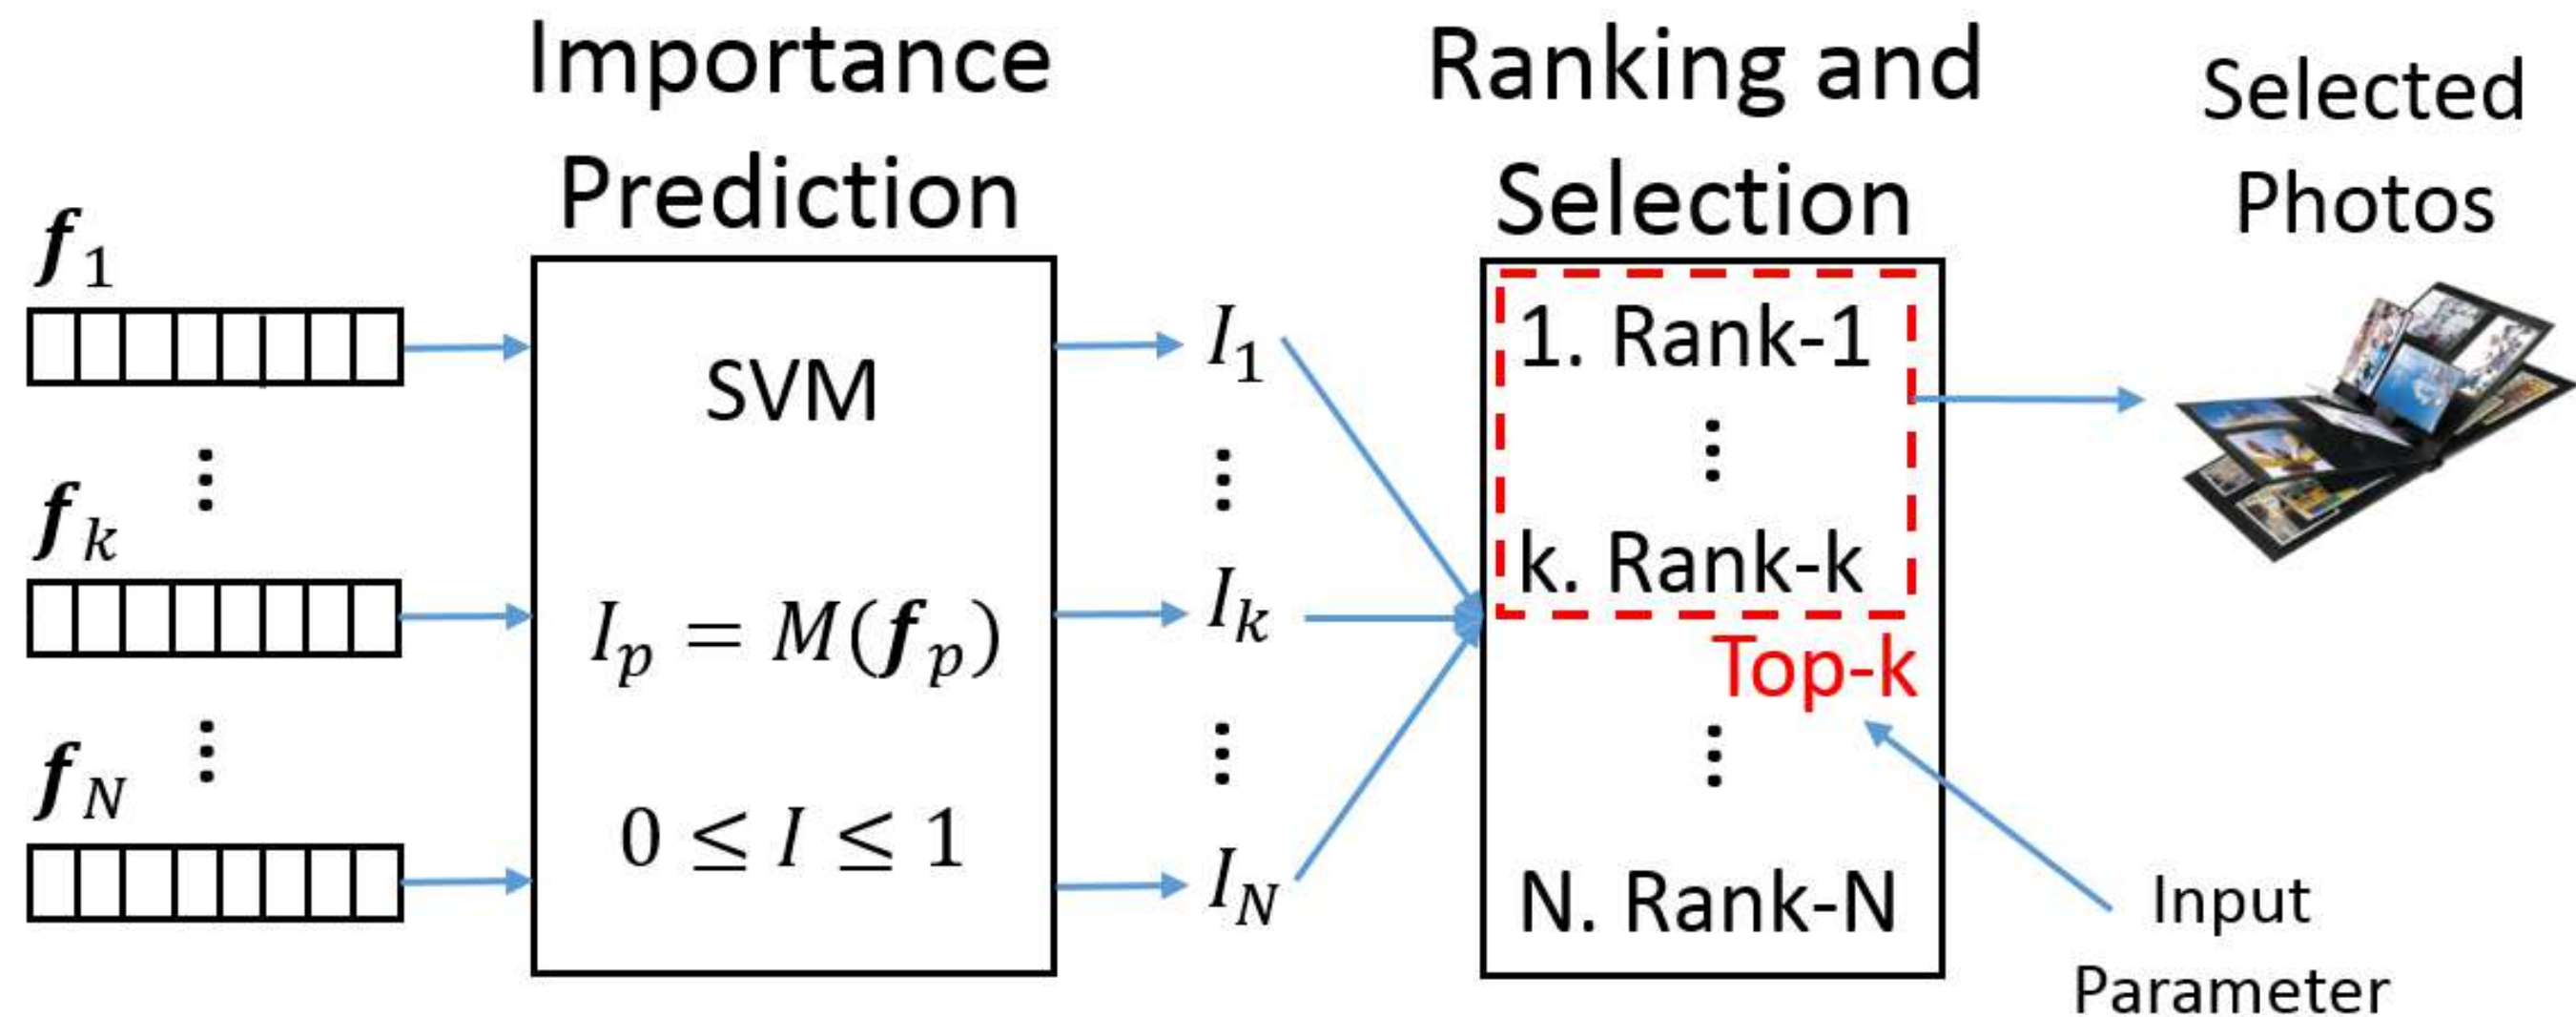 Importance
Prediction
Ranking and
Selection
Selected
Photos
f1
⋮
fk
⋮
fN
SVM
Ip = M(fp)
0 ≤ I ≤ 1
I1
⋮
Ik
⋮
IN
1. Rank-1
⋮
k. Rank-k
Top-k
⋮
N. Rank-N
Input
Parameter